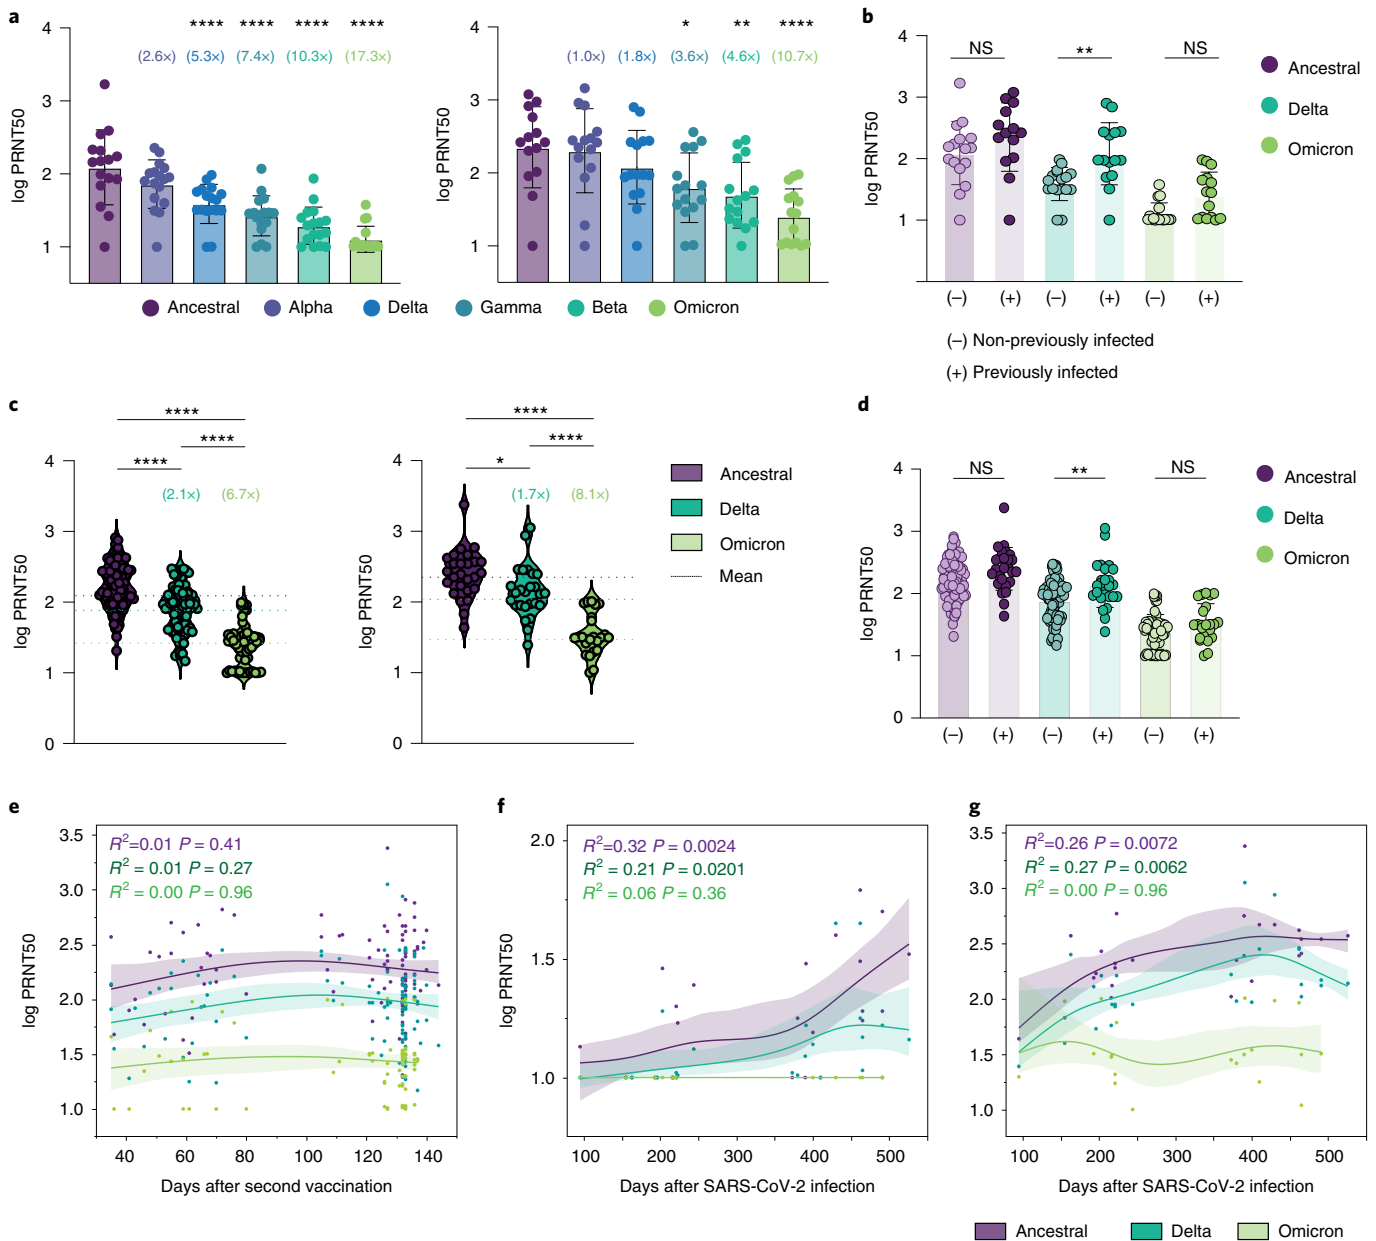 a
4
3
2
1
log PRNT50
**** **** **** ****
(2.6×) (5.3×) (7.4×) (10.3×) (17.3×)
4
3
2
1
log PRNT50
* ** ****
(1.0×) (1.8×) (3.6×) (4.6×) (10.7×)
Ancestral Alpha Delta Gamma Beta Omicron
b
4
3
2
1
log PRNT50
NS ** NS
(–) (+) (–) (+) (–) (+)
Ancestral
Delta
Omicron
(–) Non-previously infected
(+) Previously infected
c
****
****
****
(2.1×) (6.7×)
4
3
2
1
0
log PRNT50
****
****
*
(1.7×) (8.1×)
4
3
2
1
0
log PRNT50
Ancestral
Delta
Omicron
Mean
d
4
3
2
1
0
log PRNT50
NS ** NS
(–) (+) (–) (+) (–) (+)
Ancestral
Delta
Omicron
e
R²=0.01 P = 0.41
R² = 0.01 P = 0.27
R² = 0.00 P = 0.96
3.5
3.0
2.5
2.0
1.5
1.0
log PRNT50
40 60 80 100 120 140
Days after second vaccination
f
R²=0.32 P = 0.0024
R² = 0.21 P = 0.0201
R² = 0.06 P = 0.36
2.0
1.5
1.0
log PRNT50
100 200 300 400 500
Days after SARS-CoV-2 infection
g
R²=0.26 P = 0.0072
R² = 0.27 P = 0.0062
R² = 0.00 P = 0.96
3.5
3.0
2.5
2.0
1.5
1.0
log PRNT50
100 200 300 400 500
Days after SARS-CoV-2 infection
Ancestral Delta Omicron